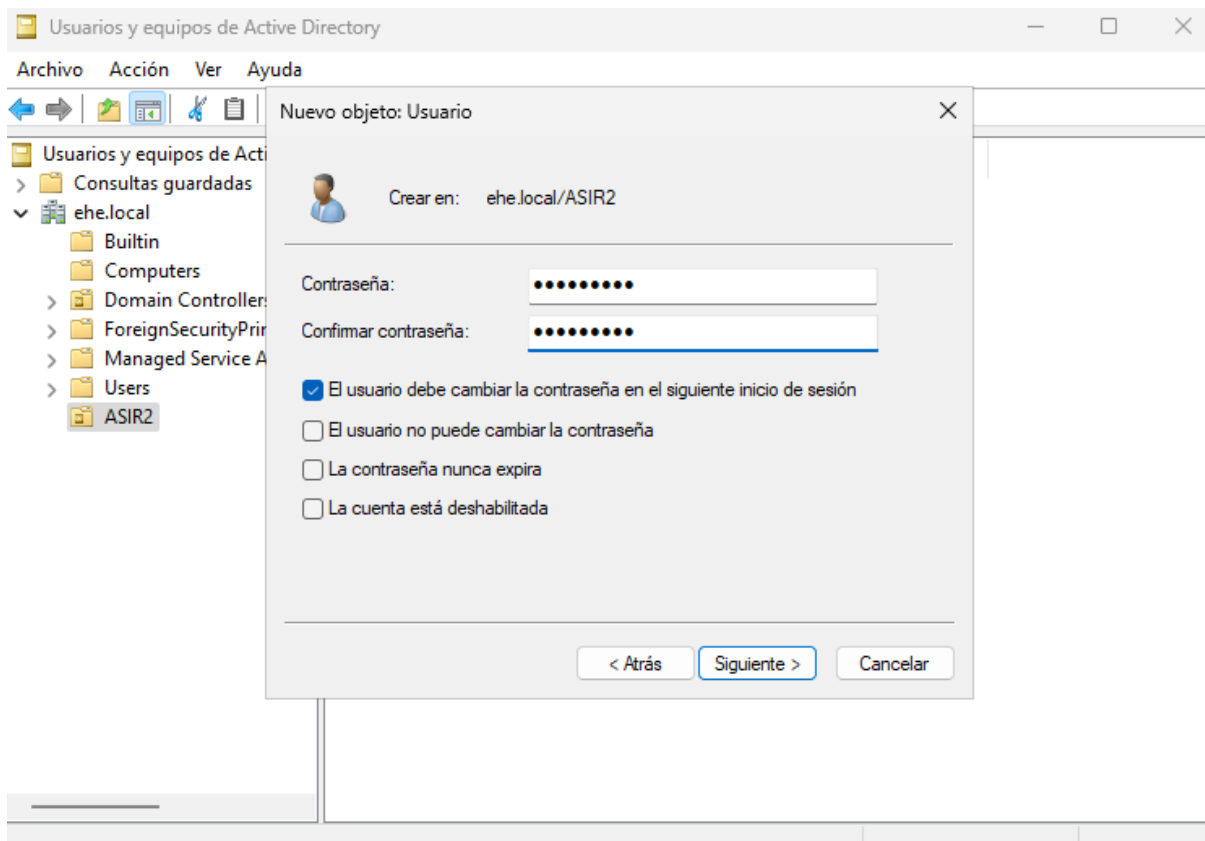 Usuarios y equipos de Active Directory
Archivo Acción Ver Ayuda
Nuevo objeto: Usuario
Usuarios y equipos de Acti
Consultas guardadas
ehe.local
Builtin
Computers
Domain Controllers
ForeignSecurityPrin
Managed Service A
Users
ASIR2
Crear en: ehe.local/ASIR2
Contraseña: ●●●●●●●●●
Confirmar contraseña: ●●●●●●●●●
El usuario debe cambiar la contraseña en el siguiente inicio de sesión
El usuario no puede cambiar la contraseña
La contraseña nunca expira
La cuenta está deshabilitada
< Atrás Siguiente > Cancelar